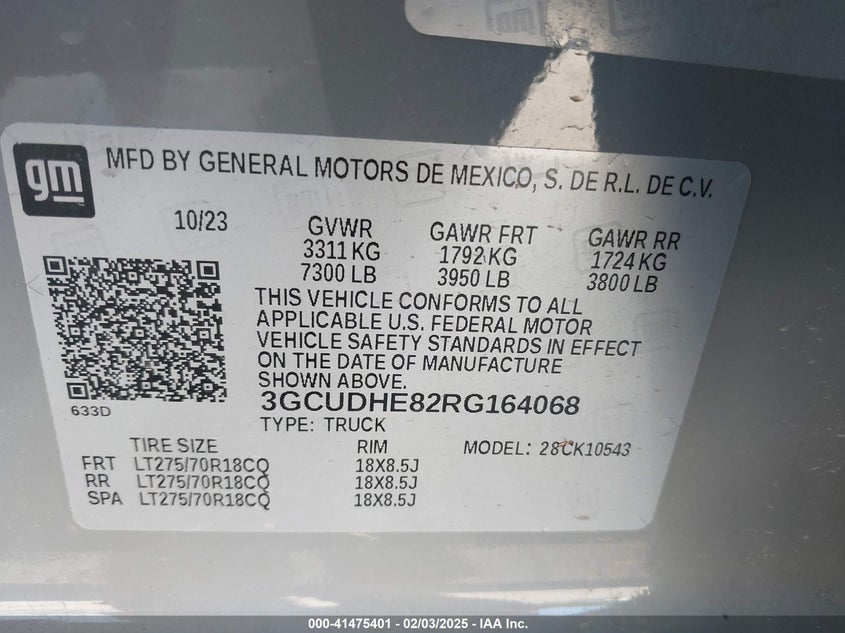 gm
MFD BY GENERAL MOTORS DE MEXICO, S. DE R.L. DE C.V.
10/23
GVWR GAWR FRT GAWR RR
3311 KG 1792 KG 1724 KG
7300 LB 3950 LB 3800 LB
THIS VEHICLE CONFORMS TO ALL
APPLICABLE U.S. FEDERAL MOTOR
VEHICLE SAFETY STANDARDS IN EFFECT
ON THE DATE OF MANUFACTURE
SHOWN ABOVE.
633D
3GCUDHE82RG164068
TYPE: TRUCK
TIRE SIZE RIM MODEL: 28CK10543
FRT LT275/70R18CQ 18X8.5J
RR LT275/70R18CQ 18X8.5J
SPA LT275/70R18CQ 18X8.5J
000-41475401 - 02/03/2025 - IAA Inc.